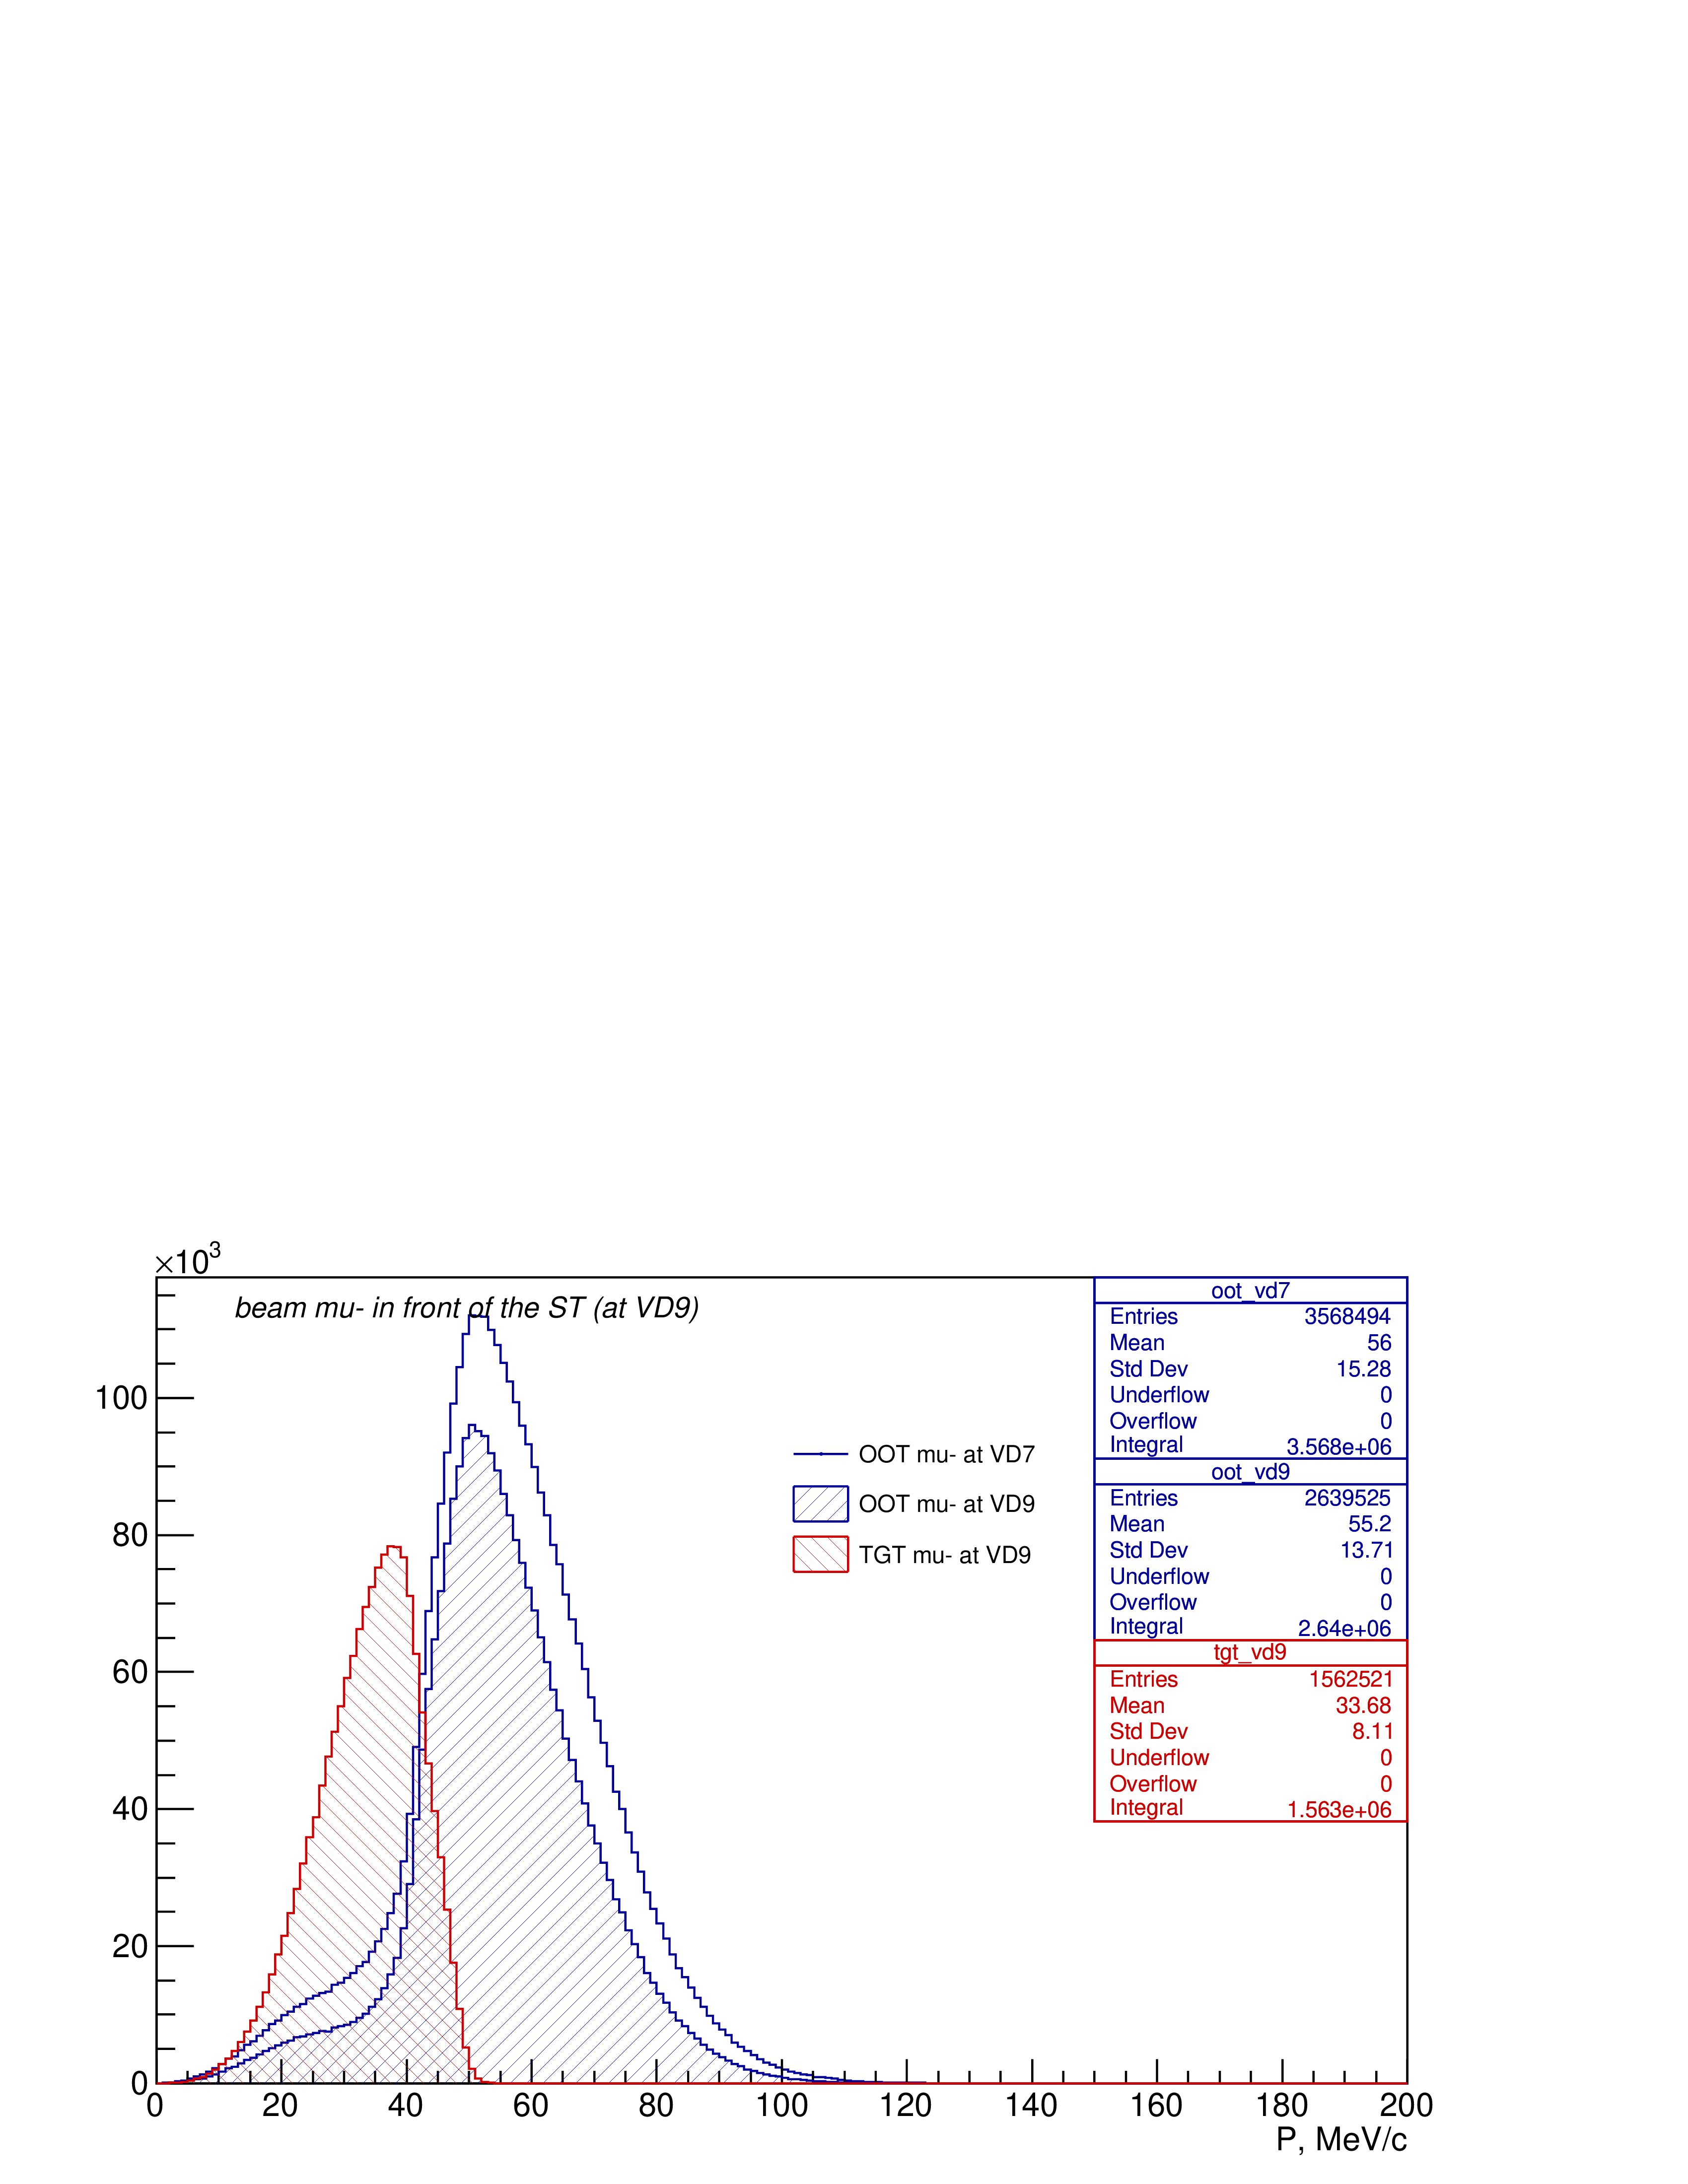 ×10³
beam mu- in front of the ST (at VD9)
oot_vd7
Entries 3568494
Mean 56
Std Dev 15.28
Underflow 0
Overflow 0
Integral 3.568e+06
oot_vd9
Entries 2639525
Mean 55.2
Std Dev 13.71
Underflow 0
Overflow 0
Integral 2.64e+06
tgt_vd9
Entries 1562521
Mean 33.68
Std Dev 8.11
Underflow 0
Overflow 0
Integral 1.563e+06
OOT mu- at VD7
OOT mu- at VD9
TGT mu- at VD9
100
80
60
40
20
0
0 20 40 60 80 100 120 140 160 180 200
P, MeV/c